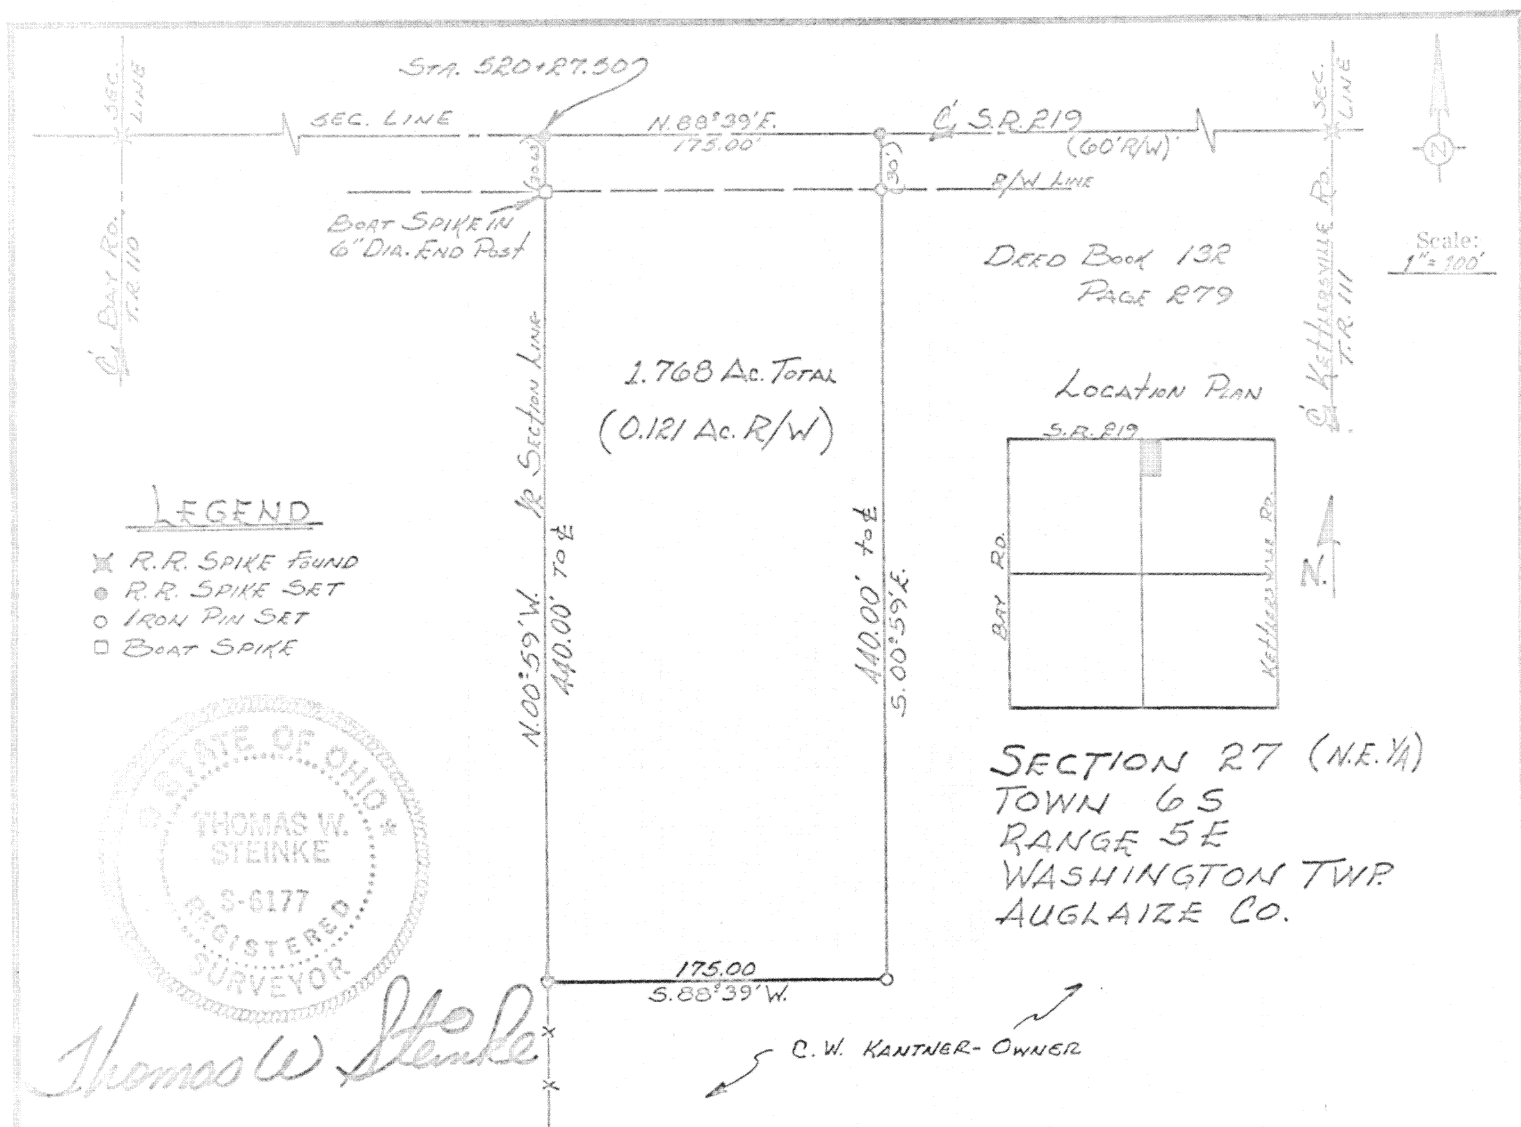 STA. 520+27.50
SEC. LINE
SEC. LINE
N. 88°39'E.
175.00'
℄ S.R. 219
(60' R/W)
SEC. LINE
(30')
R/W LINE
BOAT SPIKE IN
6" DIA. END POST
℄ BAY RD.
T.R. 110
DEED BOOK 132
PAGE 279
℄ KETTLERSVILLE RD.
T.R. 111
N
Scale:
1"=100'
1/2 SECTION LINE
1.768 AC. TOTAL
(0.121 AC. R/W)
LOCATION PLAN
S.R. 219
BAY RD.
KETTLERSVILLE RD.
N.
LEGEND
R.R. SPIKE FOUND
R.R. SPIKE SET
IRON PIN SET
BOAT SPIKE
N. 00°59'W.
440.00' TO ℄
440.00' TO ℄
S. 00°59'E.
STATE OF OHIO
THOMAS W.
STEINKE
S-6177
REGISTERED
SURVEYOR
Thomas W Steinke
SECTION 27 (N.E. 1/4)
TOWN 6 S
RANGE 5 E
WASHINGTON TWP.
AUGLAIZE CO.
175.00
S. 88°39'W.
C. W. KANTNER - OWNER